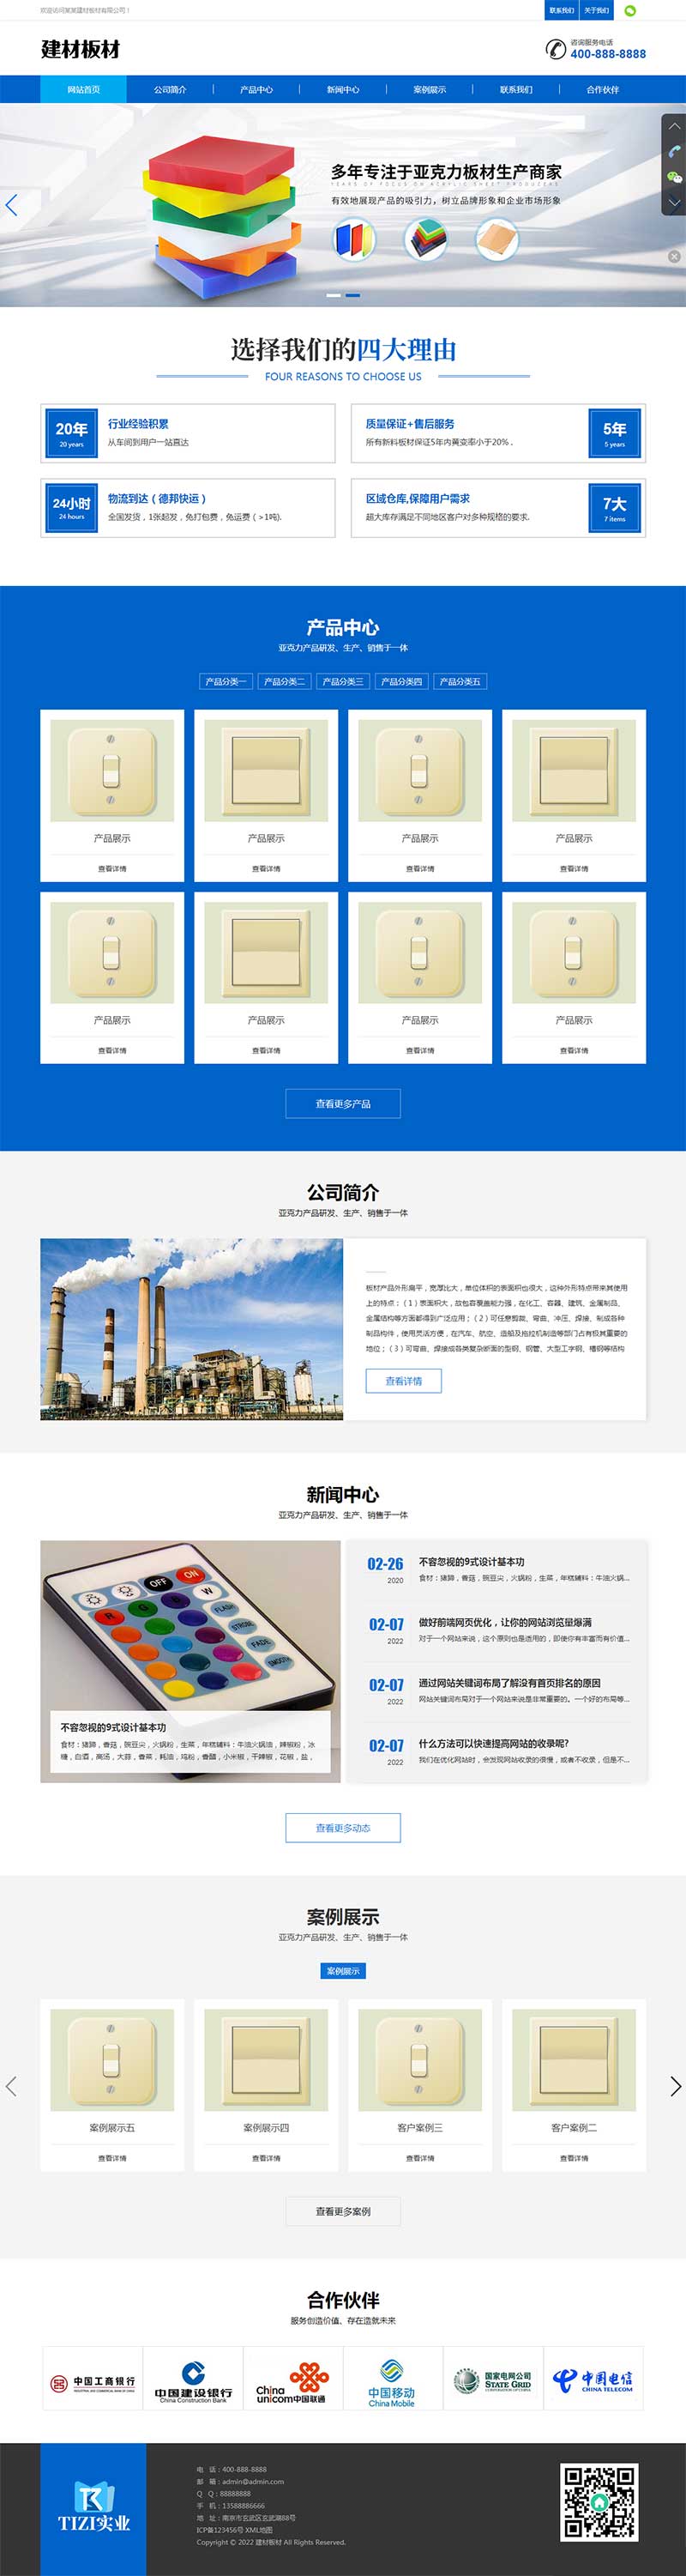 欢迎访问某某建材板材有限公司！
联系我们 关于我们
建材板材
咨询服务电话
400-888-8888
网站首页 公司简介 产品中心 新闻中心 案例展示 联系我们 合作伙伴
多年专注于亚克力板材生产商家
YEARS OF FOCUS ON ACRYLIC SHEET PRODUCERS
有效地展现产品的吸引力，树立品牌形象和企业市场形象
选择我们的四大理由
FOUR REASONS TO CHOOSE US
20年
20 years
行业经验积累
从车间到用户一站直达
质量保证+售后服务
所有新料板材保证5年内黄变率小于20% 。
5年
5 years
24小时
24 hours
物流到达（德邦快运）
全国发货，1张起发，免打包费，免运费（＞1吨).
区域仓库,保障用户需求
超大库存满足不同地区客户对多种规格的要求.
7大
7 items
产品中心
亚克力产品研发、生产、销售于一体
产品分类一 产品分类二 产品分类三 产品分类四 产品分类五
产品展示 产品展示 产品展示 产品展示
查看详情 查看详情 查看详情 查看详情
产品展示 产品展示 产品展示 产品展示
查看详情 查看详情 查看详情 查看详情
查看更多产品
公司简介
亚克力产品研发、生产、销售于一体
板材产品外形扁平，宽厚比大，单位体积的表面积也很大，这种外形特点带来其使用
上的特点：（1）表面积大，故包容覆盖能力强，在化工、容器、建筑、金属制品、
金属结构等方面都得到广泛应用；（2）可任意剪裁、弯曲、冲压、焊接、制成各种
制品构件，使用灵活方便，在汽车、航空、造船及拖拉机制造等部门占有极其重要的
地位；（3）可弯曲、焊接成各类复杂断面的型钢、钢管、大型工字钢、槽钢等结构
查看详情
新闻中心
亚克力产品研发、生产、销售于一体
OFF ON
R G B W
FLASH
STROBE
FADE
SMOOTH
不容忽视的9式设计基本功
食材：猪蹄，香菇，豌豆尖，火锅粉，生菜，年糕辅料：牛油火锅油，辣椒粉，冰
糖，白酒，高汤，大蒜，香菜，耗油，鸡粉，香醋，小米椒，干辣椒，花椒，盐，
02-26
2020
不容忽视的9式设计基本功
食材：猪蹄，香菇，豌豆尖，火锅粉，生菜，年糕辅料：牛油火锅...
02-07
2022
做好前端网页优化，让你的网站浏览量爆满
对于一个网站来说，这个原则也是适用的，即使你有丰富而有价值...
02-07
2022
通过网站关键词布局了解没有首页排名的原因
网站关键词布局对于一个网站来说是非常重要的。一个好的布局等...
02-07
2022
什么方法可以快速提高网站的收录呢?
我们在优化网站时，会发现网站收录的很慢，或者不收录，但是不...
查看更多动态
案例展示
亚克力产品研发、生产、销售于一体
案例展示
案例展示五 案例展示四 客户案例三 客户案例二
查看详情 查看详情 查看详情 查看详情
查看更多案例
合作伙伴
服务创造价值、存在造就未来
中国工商银行
INDUSTRIAL AND COMMERCIAL BANK OF CHINA
中国建设银行
China Construction Bank
China
unicom中国联通
中国移动
China Mobile
国家电网公司
STATE GRID
CORPORATION OF CHINA
中国电信
CHINA TELECOM
TIZI实业
电 话：400-888-8888
邮 箱：admin@admin.com
Q Q：88888888
手 机：13588886666
地 址：南京市玄武区玄武湖88号
ICP备123456号 XML地图
Copyright © 2022 建材板材 All Rights Reserved.